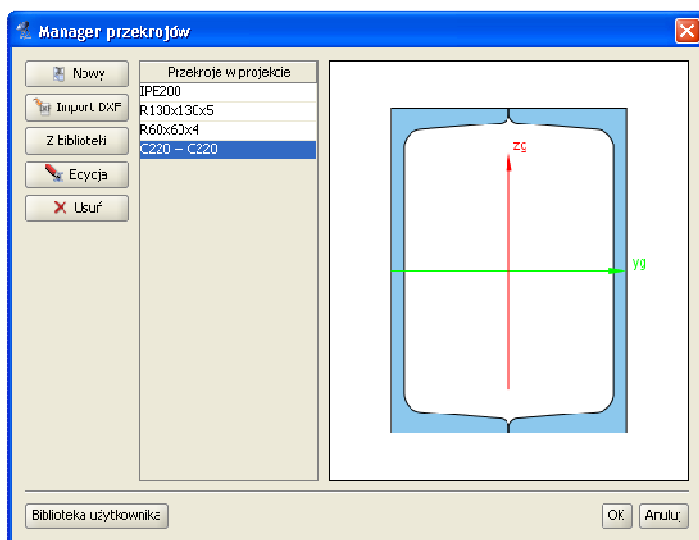 Manager przekrojów
Nowy
Przekroje w projekcie
IPE200
Import DXF
R130x130x5
R60x60x4
Z biblioteki
C220 – C220
Edycja
Usuń
zg
yg
Biblioteka użytkownika
OK
Anuluj